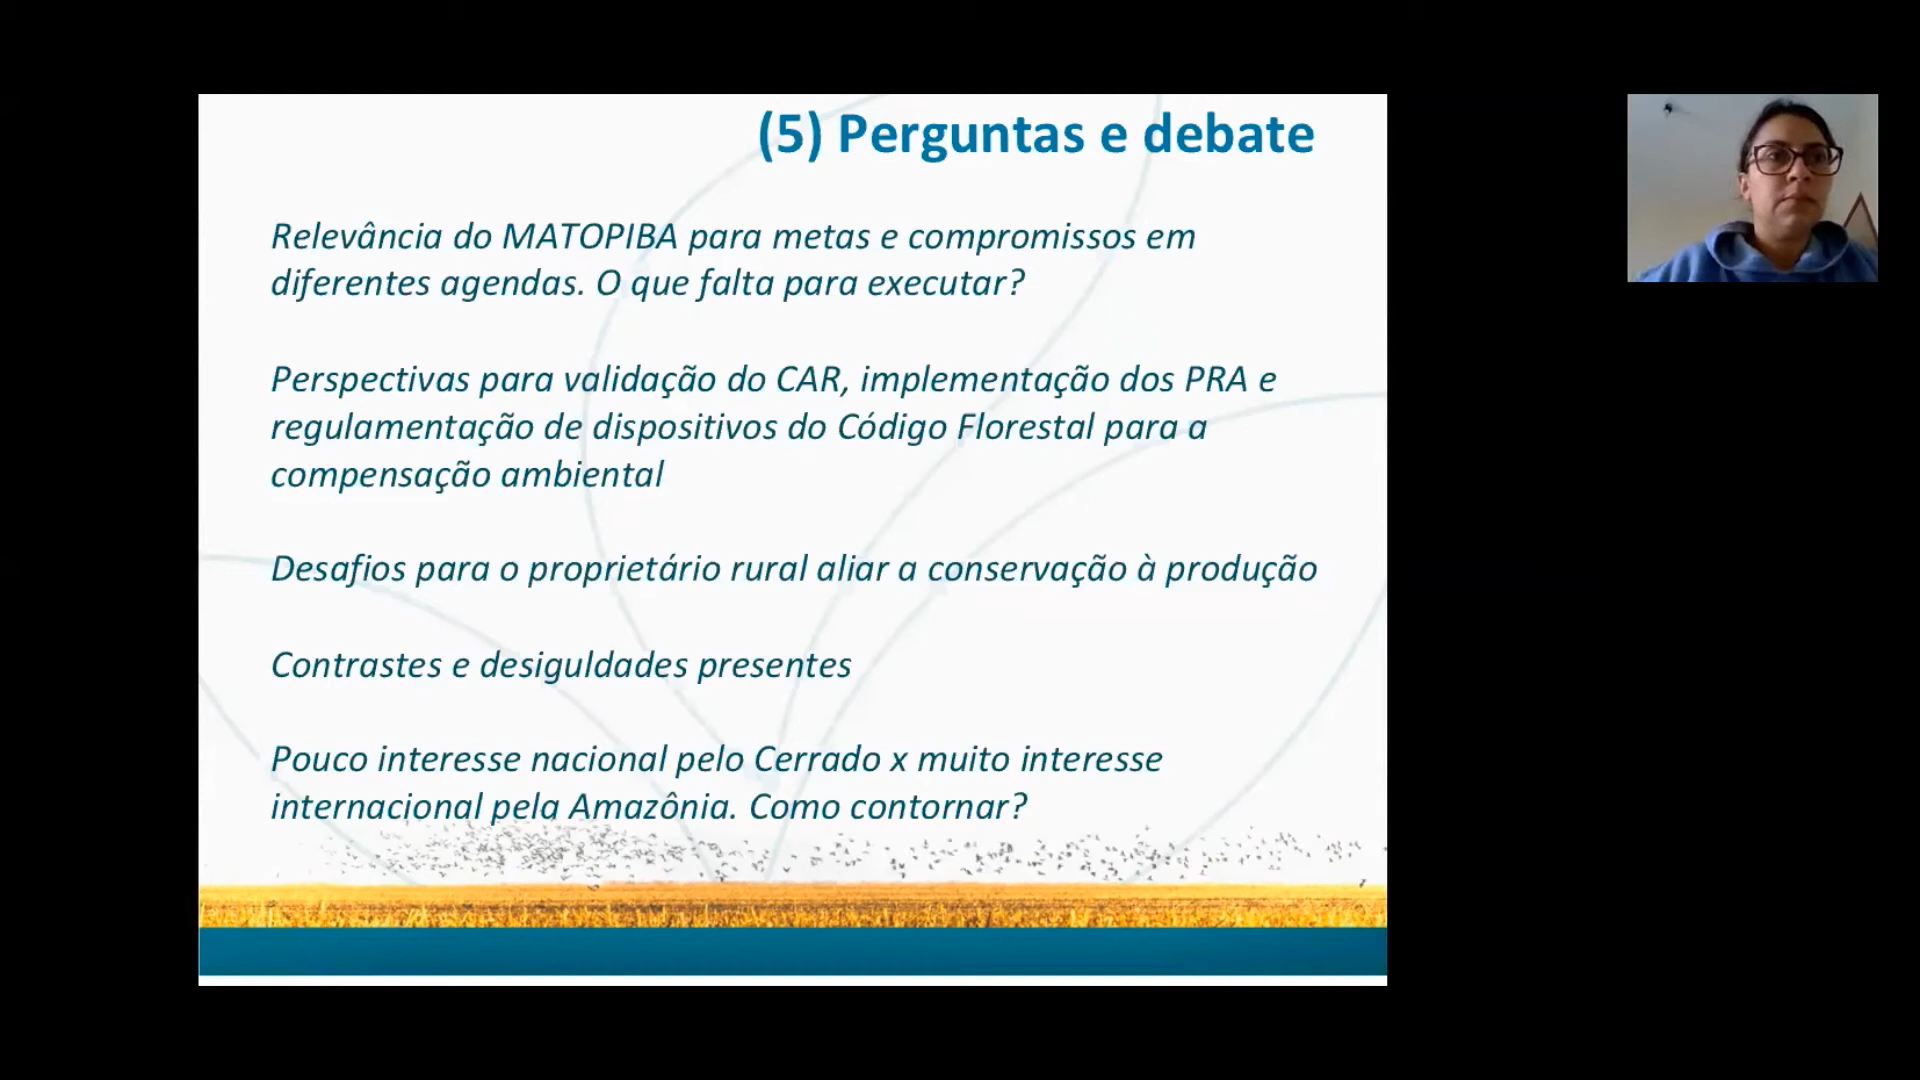 (5) Perguntas e debate
Relevância do MATOPIBA para metas e compromissos em
diferentes agendas. O que falta para executar?
Perspectivas para validação do CAR, implementação dos PRA e
regulamentação de dispositivos do Código Florestal para a
compensação ambiental
Desafios para o proprietário rural aliar a conservação à produção
Contrastes e desiguldades presentes
Pouco interesse nacional pelo Cerrado x muito interesse
internacional pela Amazônia. Como contornar?